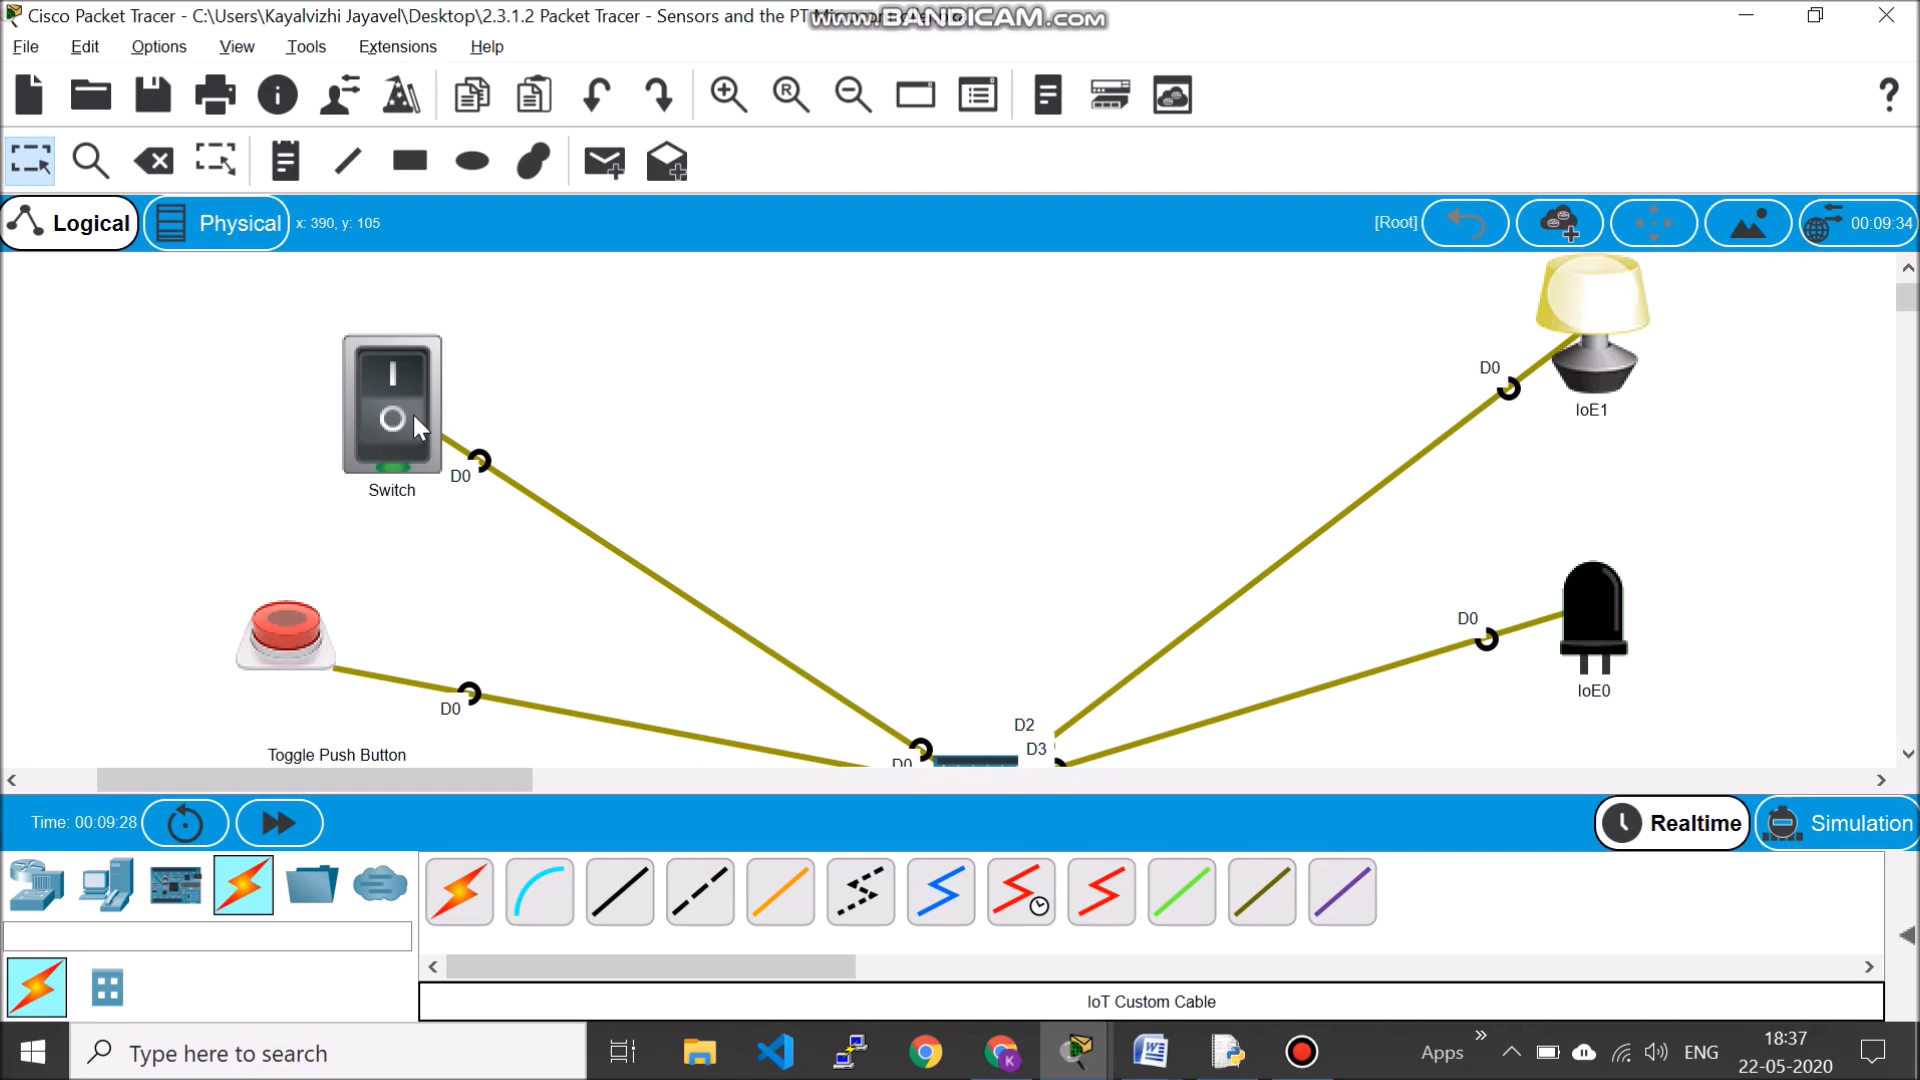 Cisco Packet Tracer - C:\Users\Kayalvizhi Jayavel\Desktop\2.3.1.2 Packet Tracer - Sensors and the PT
www.BANDICAM.com
File Edit Options View Tools Extensions Help
Logical
Physical
x: 390, y: 105
[Root]
00:09:34
D0
IoE1
D0
Switch
D0
IoE0
D0
D2
D3
Toggle Push Button
D0
Time: 00:09:28
Realtime
Simulation
IoT Custom Cable
Type here to search
Apps
ENG
18:37
22-05-2020